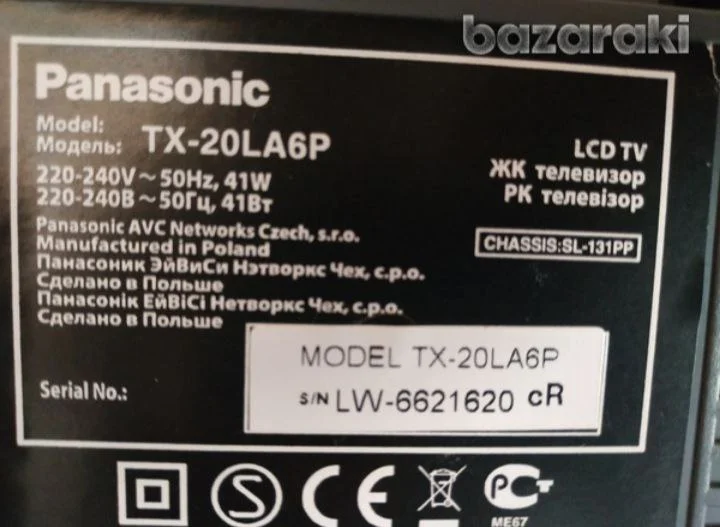 bazaraki
Panasonic
Model:
Модель: TX-20LA6P
LCD TV
ЖК телевизор
РК телевізор
220-240V ~ 50Hz, 41W
220-240В ~ 50Гц, 41Вт
Panasonic AVC Networks Czech, s.r.o.
Manufactured in Poland
CHASSIS:SL-131PP
Панасоник ЭйВиСи Нэтворкс Чех, с.р.о.
Сделано в Польше
Панасонік ЕйВіСі Нетворкс Чех, с.р.о.
Сделано в Польше
MODEL TX-20LA6P
Serial No.:
S/N LW-6621620 cR
S CE PCT
ME67